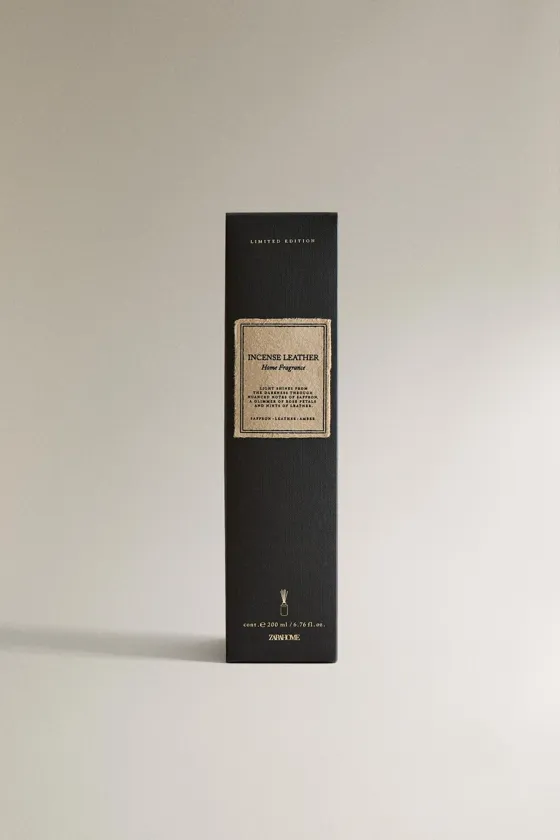 LIMITED EDITION
INCENSE LEATHER
Home Fragrance
LIGHT SHINES FROM
THE DARKNESS THROUGH
NUANCED NOTES OF SAFFRON,
A GLIMMER OF ROSE PETALS
AND HINTS OF LEATHER.
SAFFRON · LEATHER · AMBER
cont. ℮ 200 ml / 6.76 fl. oz.
ZARAHOME